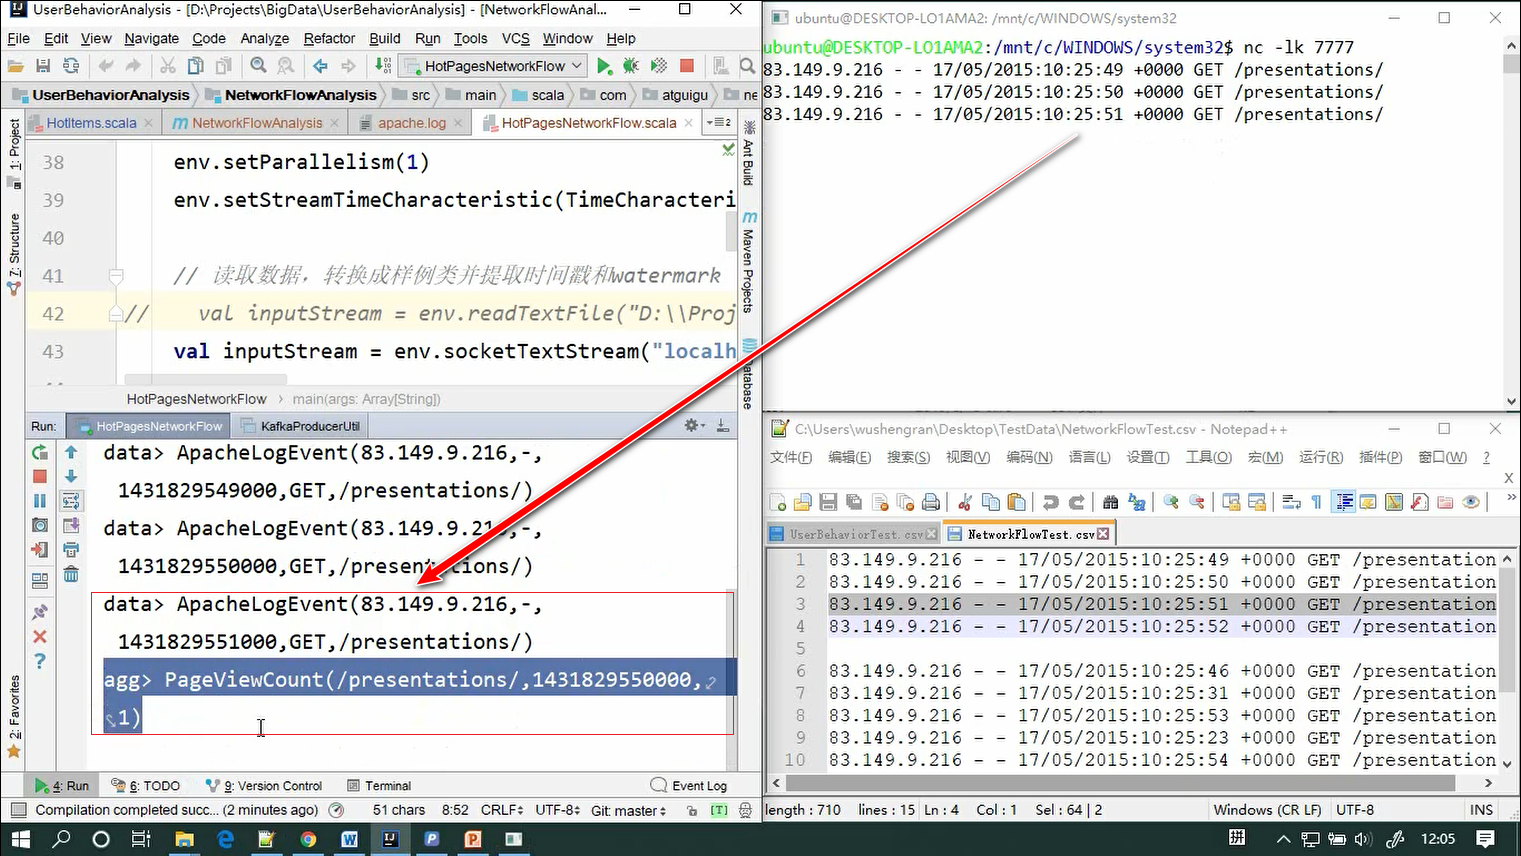 UserBehaviorAnalysis - [D:\Projects\BigData\UserBehaviorAnalysis] - [NetworkFlowAnal...
File Edit View Navigate Code Analyze Refactor Build Run Tools VCS Window Help
HotPagesNetworkFlow
UserBehaviorAnalysis NetworkFlowAnalysis src main scala com atguigu ne
HotItems.scala NetworkFlowAnalysis apache.log HotPagesNetworkFlow.scala
38 env.setParallelism(1)
39 env.setStreamTimeCharacteristic(TimeCharacteri
40
41 // 读取数据，转换成样例类并提取时间戳和watermark
42 // val inputStream = env.readTextFile("D:\\Proj
43 val inputStream = env.socketTextStream("localh
HotPagesNetworkFlow › main(args: Array[String])
1: Project
7: Structure
2: Favorites
Ant Build
Maven Projects
Database
Run: HotPagesNetworkFlow KafkaProducerUtil
data> ApacheLogEvent(83.149.9.216,-,
1431829549000,GET,/presentations/)
data> ApacheLogEvent(83.149.9.216,-,
1431829550000,GET,/presentations/)
data> ApacheLogEvent(83.149.9.216,-,
1431829551000,GET,/presentations/)
agg> PageViewCount(/presentations/,1431829550000,
1)
4: Run 6: TODO 9: Version Control Terminal Event Log
Compilation completed succ... (2 minutes ago) 51 chars 8:52 CRLF UTF-8 Git: master [T]
ubuntu@DESKTOP-LO1AMA2: /mnt/c/WINDOWS/system32
ubuntu@DESKTOP-LO1AMA2:/mnt/c/WINDOWS/system32$ nc -lk 7777
83.149.9.216 - - 17/05/2015:10:25:49 +0000 GET /presentations/
83.149.9.216 - - 17/05/2015:10:25:50 +0000 GET /presentations/
83.149.9.216 - - 17/05/2015:10:25:51 +0000 GET /presentations/
C:\Users\wushengran\Desktop\TestData\NetworkFlowTest.csv - Notepad++
文件(F) 编辑(E) 搜索(S) 视图(V) 编码(N) 语言(L) 设置(T) 工具(O) 宏(M) 运行(R) 插件(P) 窗口(W) ?
X
UserBehaviorTest.csv NetworkFlowTest.csv
1 83.149.9.216 - - 17/05/2015:10:25:49 +0000 GET /presentation
2 83.149.9.216 - - 17/05/2015:10:25:50 +0000 GET /presentation
3 83.149.9.216 - - 17/05/2015:10:25:51 +0000 GET /presentation
4 83.149.9.216 - - 17/05/2015:10:25:52 +0000 GET /presentation
5
6 83.149.9.216 - - 17/05/2015:10:25:46 +0000 GET /presentation
7 83.149.9.216 - - 17/05/2015:10:25:31 +0000 GET /presentation
8 83.149.9.216 - - 17/05/2015:10:25:53 +0000 GET /presentation
9 83.149.9.216 - - 17/05/2015:10:25:23 +0000 GET /presentation
10 83.149.9.216 - - 17/05/2015:10:25:54 +0000 GET /presentation
length : 710 lines : 15 Ln : 4 Col : 1 Sel : 64 | 2 Windows (CR LF) UTF-8 INS
拼 12:05